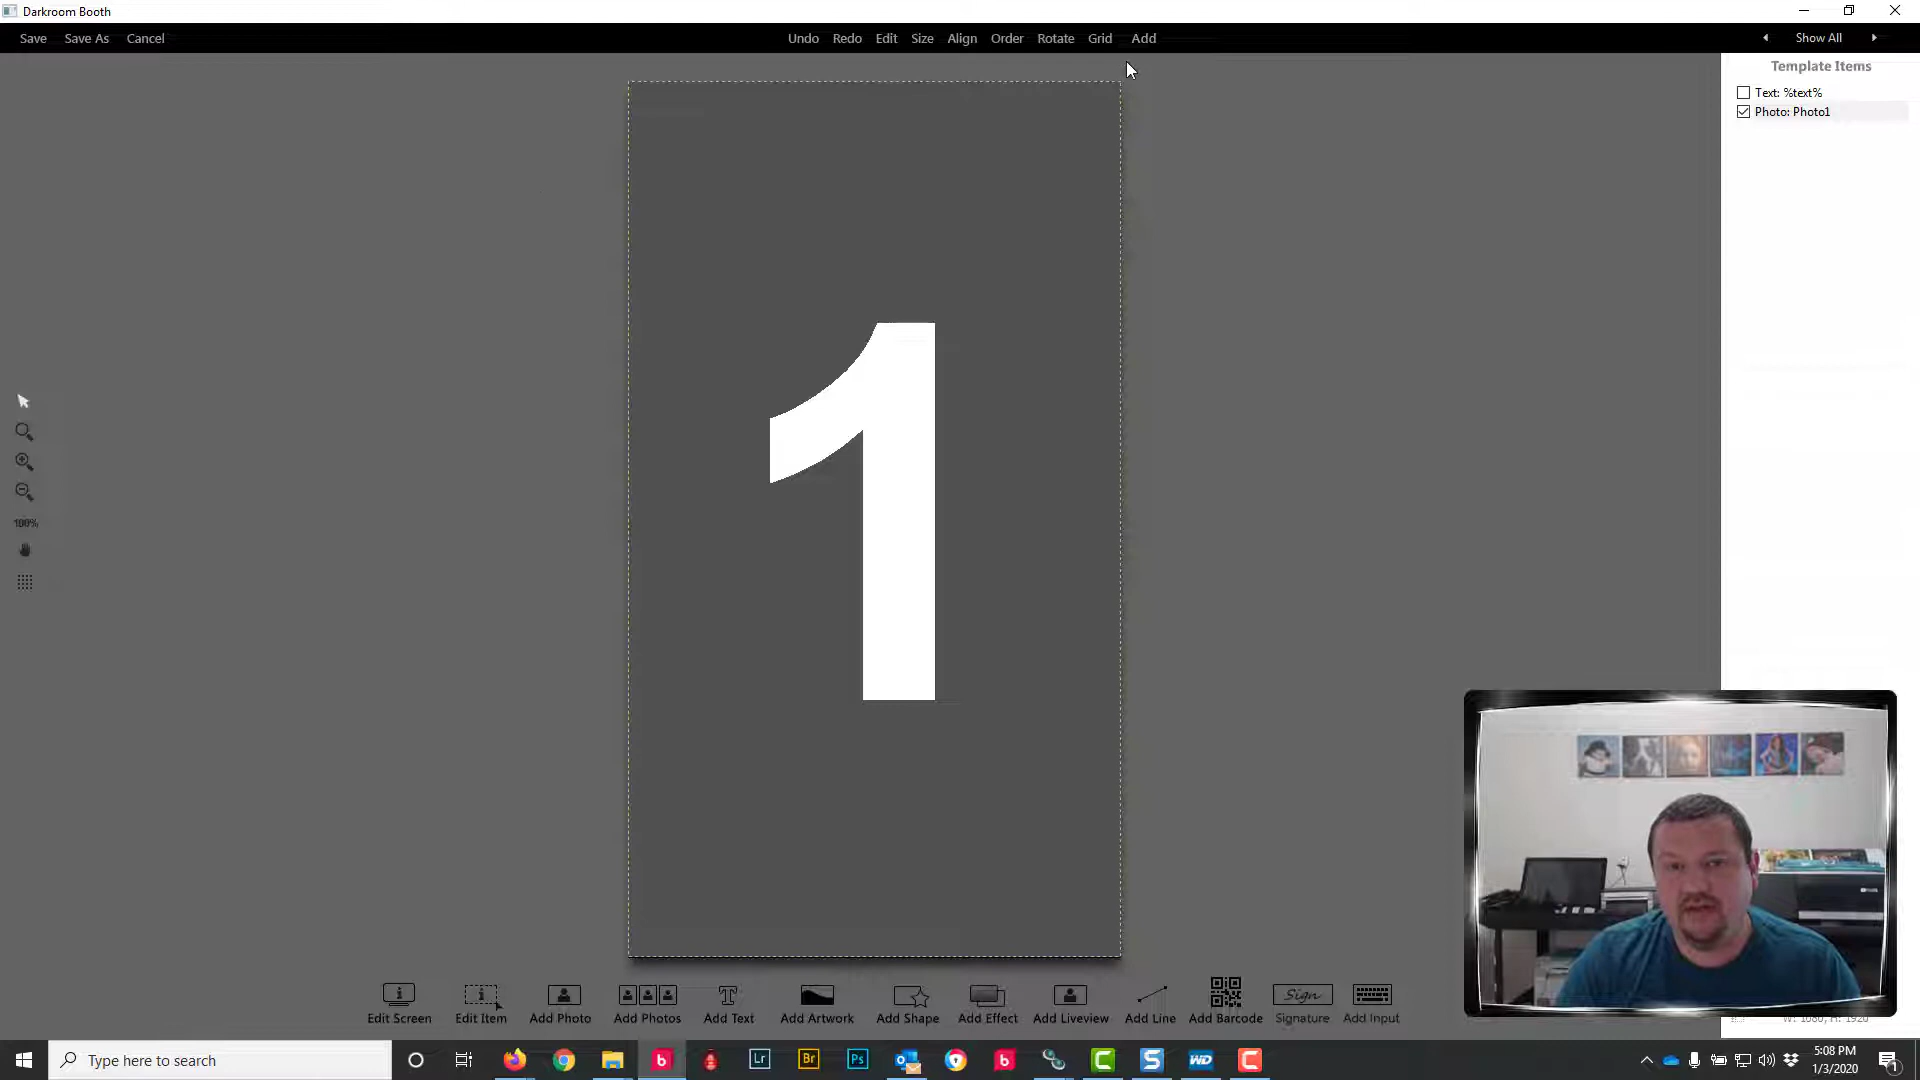 Darkroom Booth
Save Save As Cancel Undo Redo Edit Size Align Order Rotate Grid Add Show All
Template Items
Text: %text%
Photo: Photo1
1
100%
Sign
Edit Screen Edit Item Add Photo Add Photos Add Text Add Artwork Add Shape Add Effect Add Liveview Add Line Add Barcode Signature Add Input
W: 1080, H: 1920
Type here to search
b Lr Br Ps b C S WD C
5:08 PM
1/3/2020
1